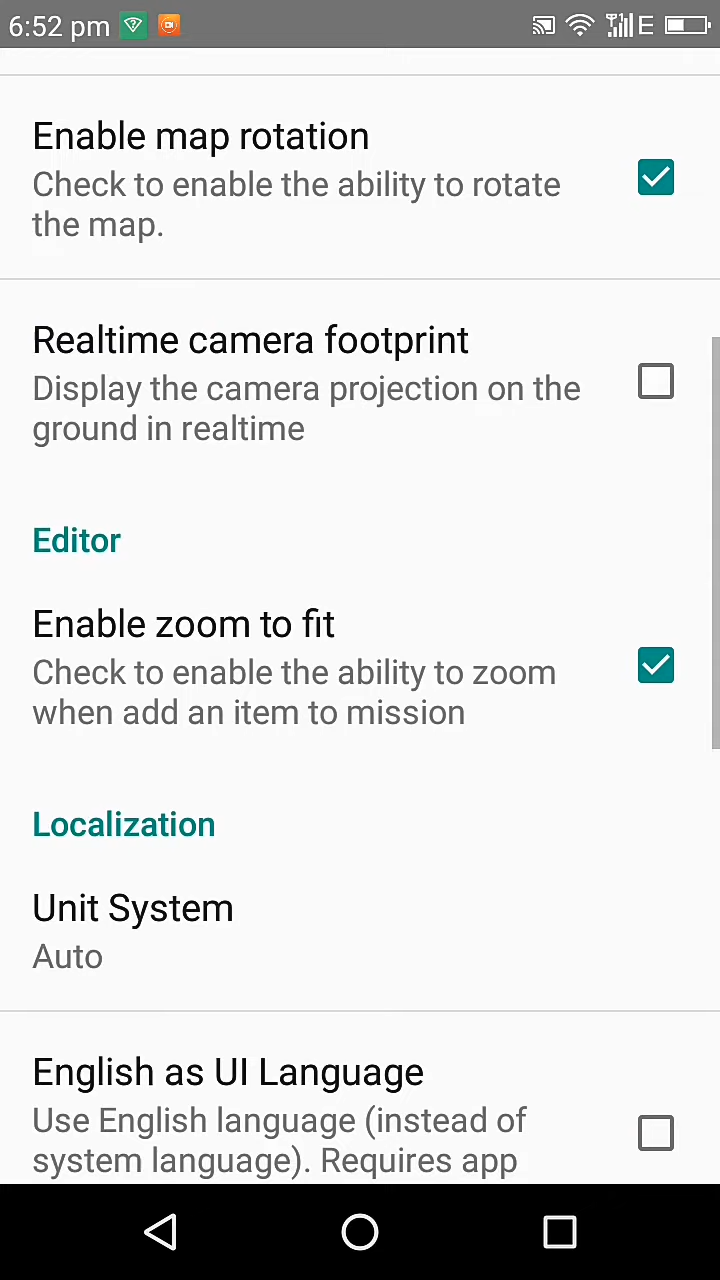 6:52 pm
E
Enable map rotation
Check to enable the ability to rotate
the map.
Realtime camera footprint
Display the camera projection on the
ground in realtime
Editor
Enable zoom to fit
Check to enable the ability to zoom
when add an item to mission
Localization
Unit System
Auto
English as UI Language
Use English language (instead of
system language). Requires app